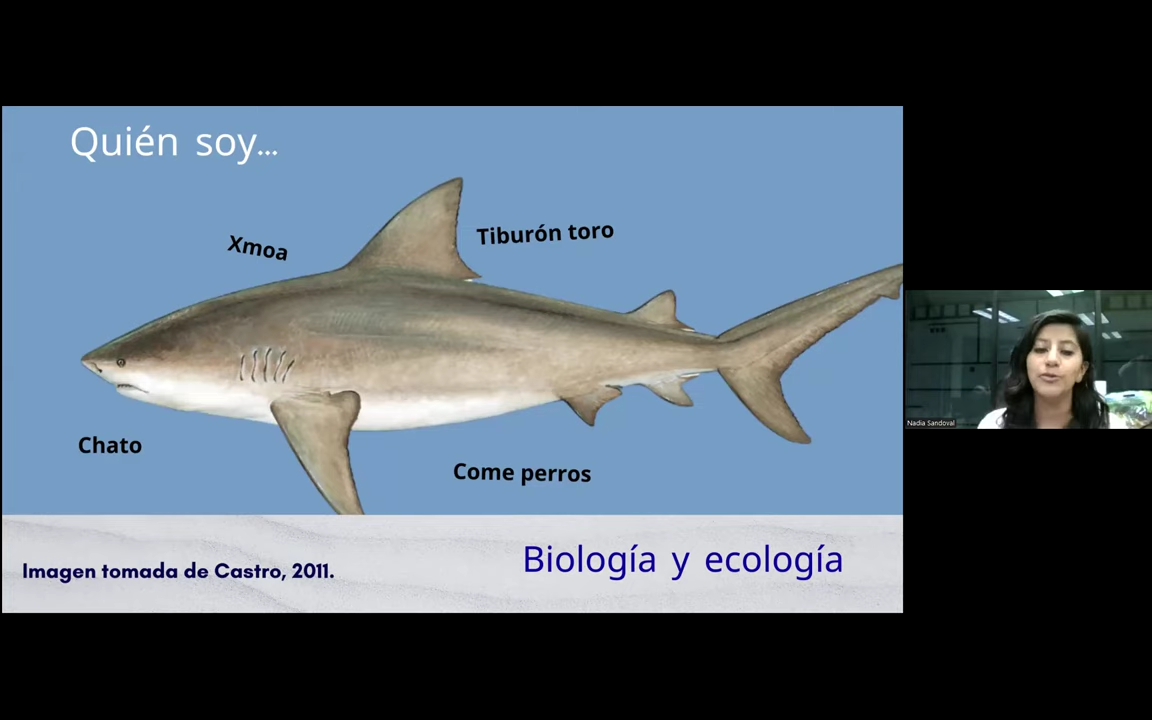 Quién soy...
Xmoa
Tiburón toro
Chato
Come perros
Imagen tomada de Castro, 2011.
Biología y ecología
Nadia Sandoval